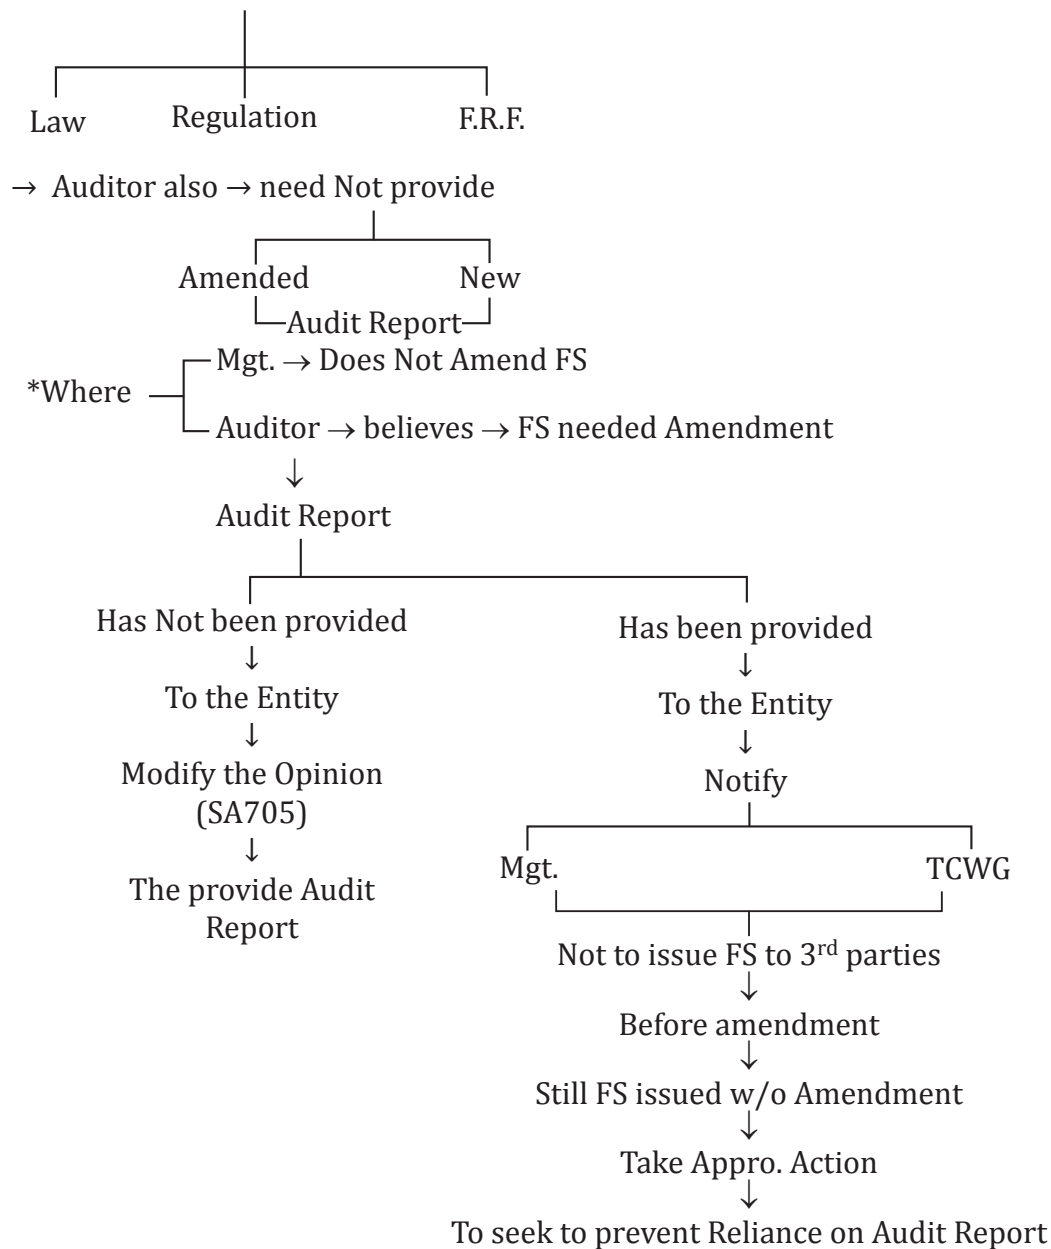 Law Regulation F.R.F.
→ Auditor also → need Not provide
Amended New
Audit Report
Mgt. → Does Not Amend FS
*Where
Auditor → believes → FS needed Amendment
↓
Audit Report
Has Not been provided
↓
To the Entity
↓
Modify the Opinion
(SA705)
↓
The provide Audit
Report
Has been provided
↓
To the Entity
↓
Notify
Mgt. TCWG
Not to issue FS to 3rd parties
↓
Before amendment
↓
Still FS issued w/o Amendment
↓
Take Appro. Action
↓
To seek to prevent Reliance on Audit Report